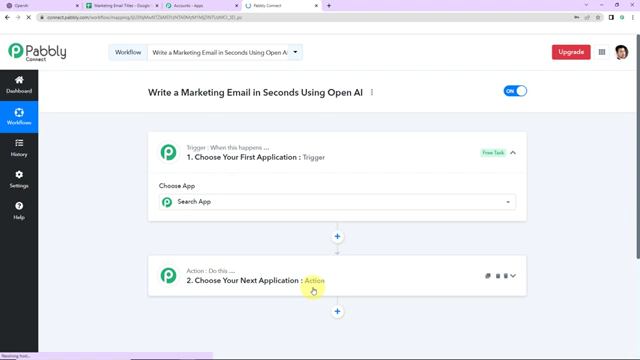 OpenAI
Marketing Email Titles - Google
Accounts - Apps
Pabbly Connect
connect.pabbly.com/workflow/mapping/
Pabbly
Connect
Workflow
Write a Marketing Email in Seconds Using Open AI
Upgrade
Dashboard
Workflows
History
Settings
Help
Write a Marketing Email in Seconds Using Open AI
ON
Trigger : When this happens ...
1. Choose Your First Application : Trigger
Free Task
Choose App
Search App
Action : Do this ...
2. Choose Your Next Application : Action
Resolving host...